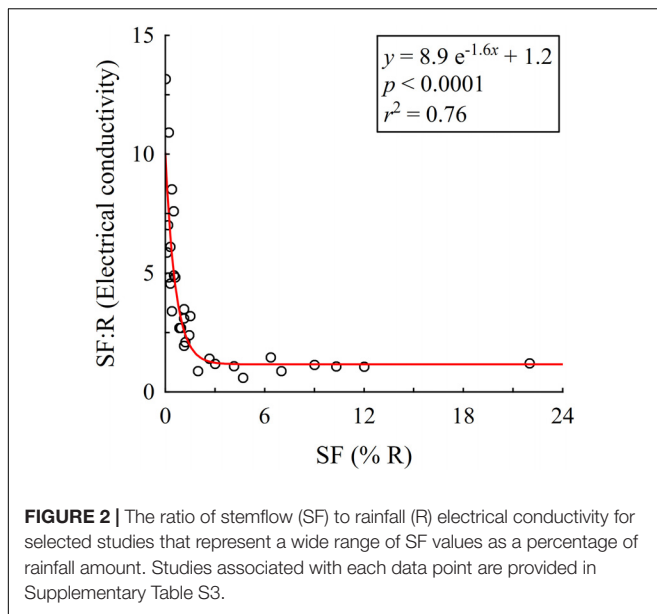 15
10
5
0
SF:R (Electrical conductivity)
y = 8.9 e^-1.6x + 1.2
p < 0.0001
r² = 0.76
0 6 12 18 24
SF (% R)
FIGURE 2 | The ratio of stemflow (SF) to rainfall (R) electrical conductivity for
selected studies that represent a wide range of SF values as a percentage of
rainfall amount. Studies associated with each data point are provided in
Supplementary Table S3.